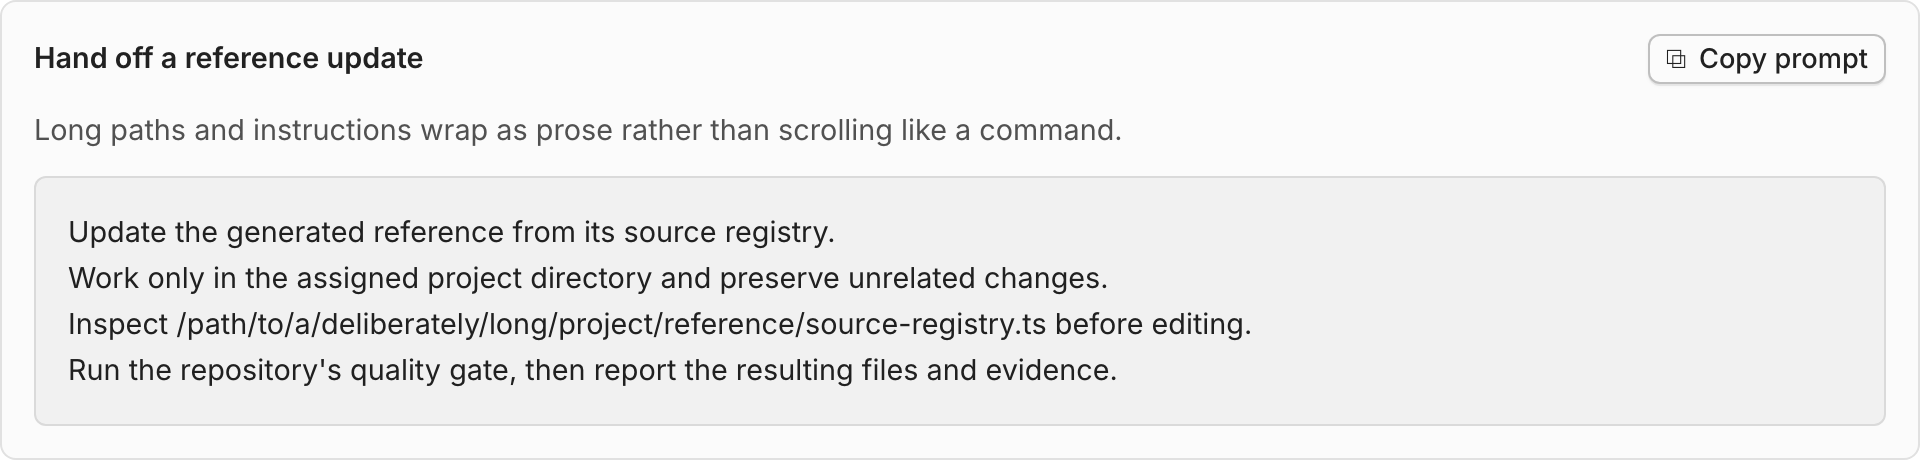 Hand off a reference update
Copy prompt
Long paths and instructions wrap as prose rather than scrolling like a command.
Update the generated reference from its source registry.
Work only in the assigned project directory and preserve unrelated changes.
Inspect /path/to/a/deliberately/long/project/reference/source-registry.ts before editing.
Run the repository's quality gate, then report the resulting files and evidence.